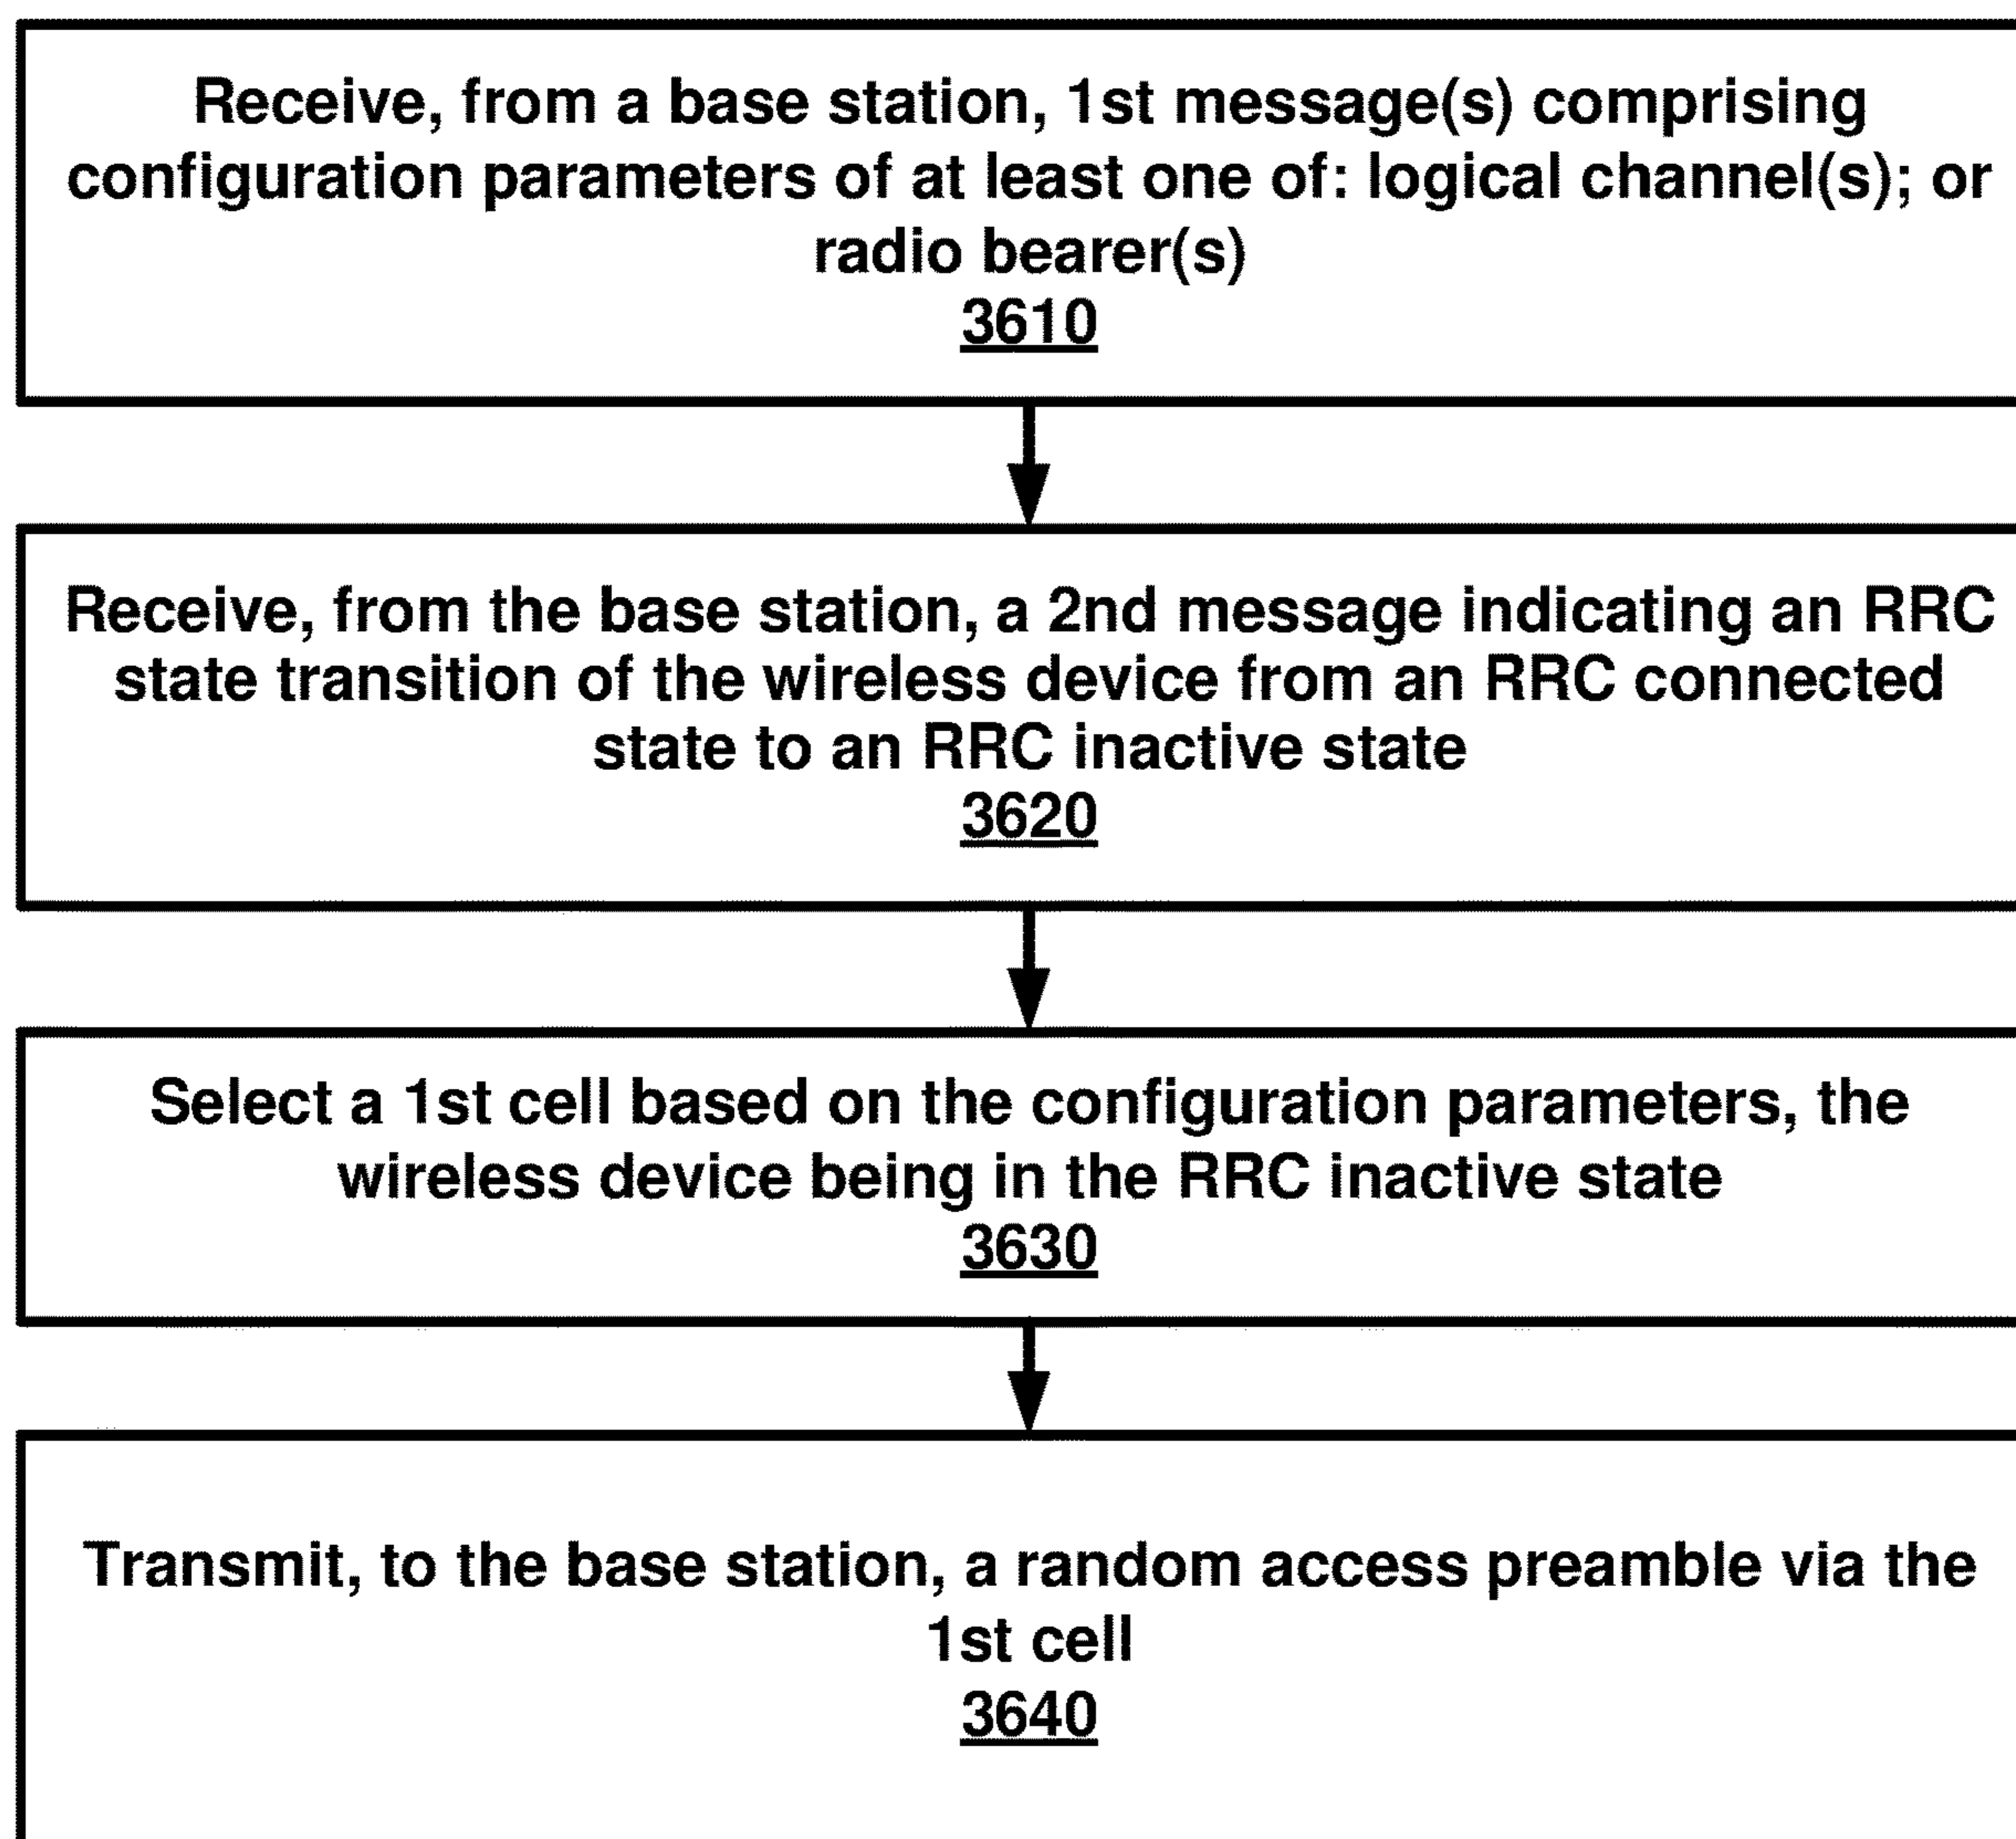 Receive, from a base station, 1st message(s) comprising
configuration parameters of at least one of: logical channel(s); or
radio bearer(s)
3610
Receive, from the base station, a 2nd message indicating an RRC
state transition of the wireless device from an RRC connected
state to an RRC inactive state
3620
Select a 1st cell based on the configuration parameters, the
wireless device being in the RRC inactive state
3630
Transmit, to the base station, a random access preamble via the
1st cell
3640